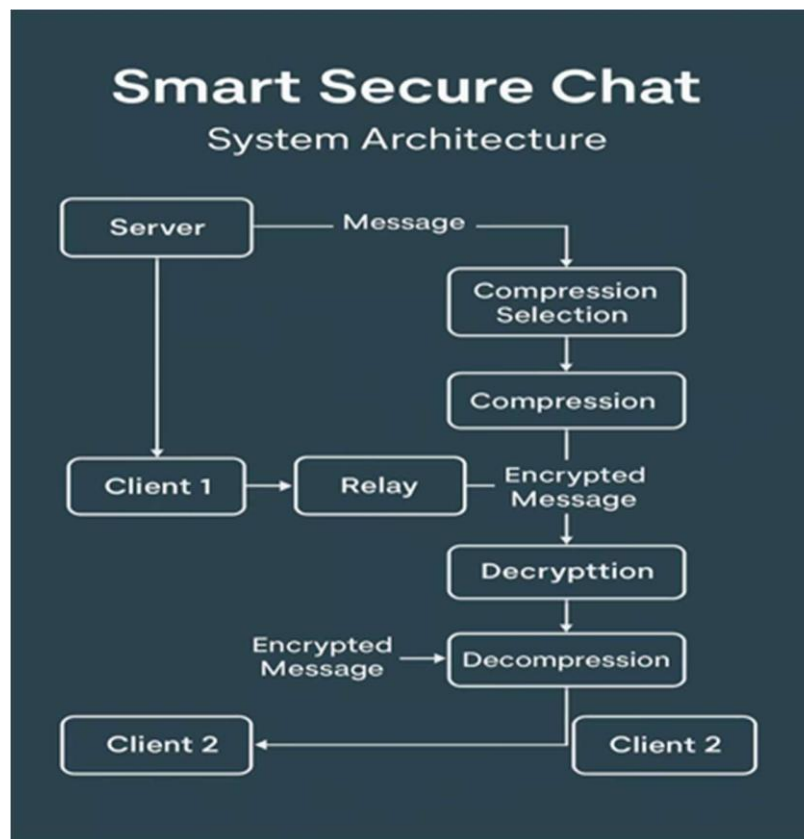 Smart Secure Chat
System Architecture
Server
Message
Compression
Selection
Compression
Client 1
Relay
Encrypted
Message
Decrypttion
Encrypted
Message
Decompression
Client 2
Client 2